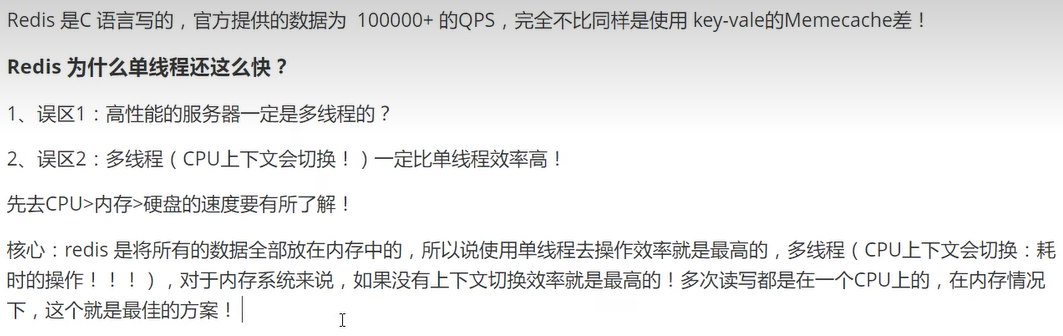 Redis 是C 语言写的，官方提供的数据为 100000+ 的QPS，完全不比同样是使用 key-vale的Memecache差！
Redis 为什么单线程还这么快？
1、误区1：高性能的服务器一定是多线程的？
2、误区2：多线程（CPU上下文会切换！）一定比单线程效率高！
先去CPU>内存>硬盘的速度要有所了解！
核心：redis 是将所有的数据全部放在内存中的，所以说使用单线程去操作效率就是最高的，多线程（CPU上下文会切换：耗
时的操作！！！），对于内存系统来说，如果没有上下文切换效率就是最高的！多次读写都是在一个CPU上的，在内存情况
下，这个就是最佳的方案！